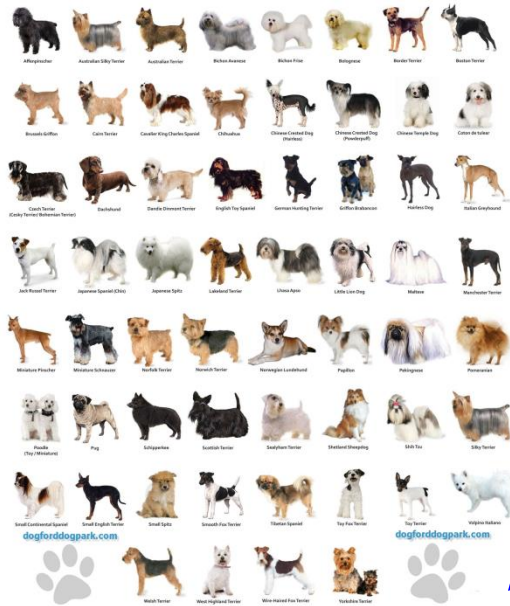 Affenpinscher Australian Silky Terrier Australian Terrier Bichon Avanese Bichon Frise Bolognese Border Terrier Boston Terrier
Brussels Griffon Cairn Terrier Cavalier King Charles Spaniel Chihuahua Chinese Crested Dog Chinese Crested Dog Chinese Temple Dog Coton de tulear
(Hairless) (Powderpuff)
Czech Terrier Dachshund Dandie Dinmont Terrier English Toy Spaniel German Hunting Terrier Griffon Brabancon Hairless Dog Italian Greyhound
(Cesky Terrier/Bohemian Terrier)
Jack Russel Terrier Japanese Spaniel (Chin) Japanese Spitz Lakeland Terrier Lhasa Apso Little Lion Dog Maltese Manchester Terrier
Miniature Pinscher Miniature Schnauzer Norfolk Terrier Norwich Terrier Norwegian Lundehund Papillon Pekingnese Pomeranian
Poodle Pug Schipperkee Scottish Terrier Sealyham Terrier Shetland Sheepdog Shih Tzu Silky Terrier
(Toy / Miniature)
Small Continental Spaniel Small English Terrier Small Spitz Smooth Fox Terrier Tibetan Spaniel Toy Fox Terrier Toy Terrier Volpino Italiano
dogforddogpark.com dogforddogpark.com
Welsh Terrier West Highland Terrier Wire Haired Fox Terrier Yorkshire Terrier